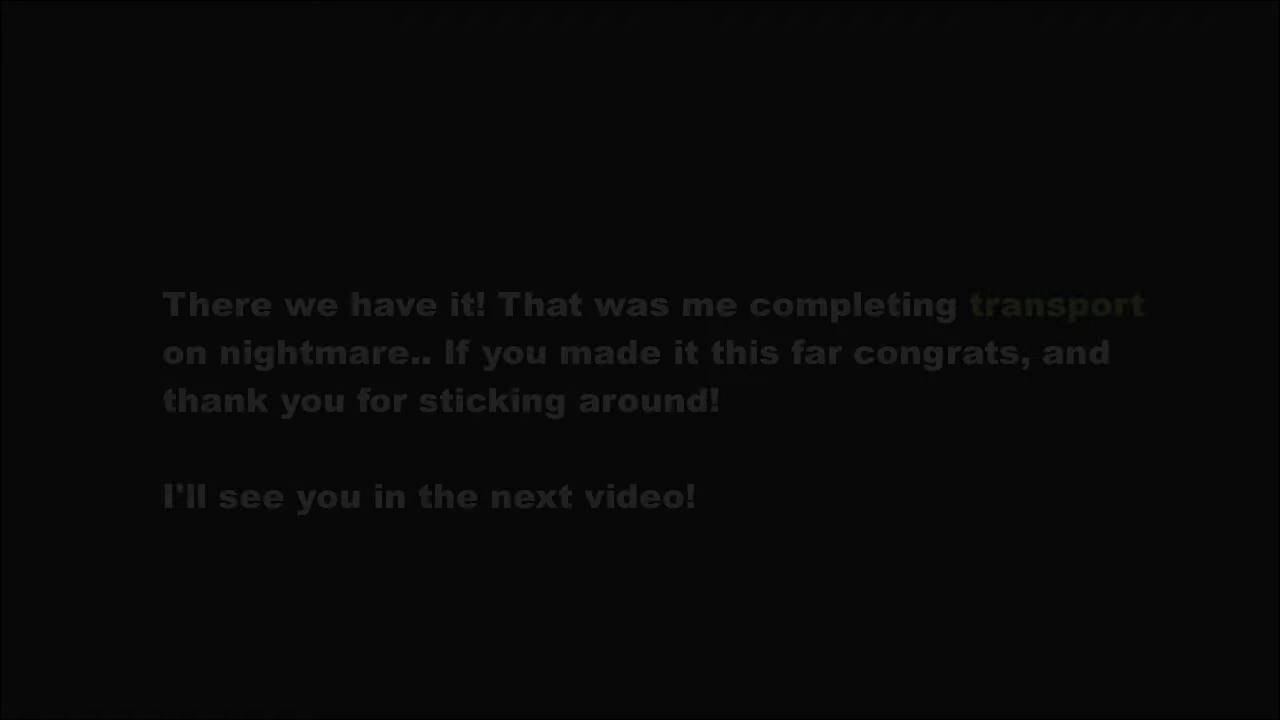 There we have it! That was me completing transport
on nightmare.. If you made it this far congrats, and
thank you for sticking around!
I'll see you in the next video!